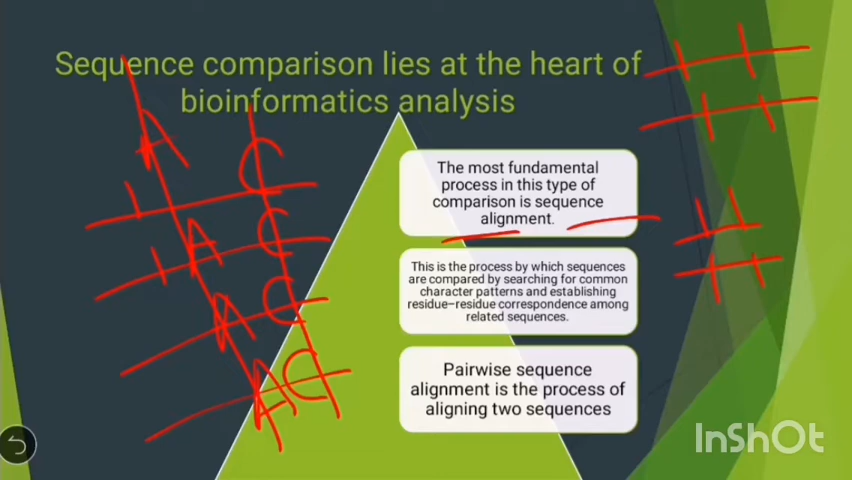 Sequence comparison lies at the heart of
bioinformatics analysis
The most fundamental
process in this type of
comparison is sequence
alignment.
This is the process by which sequences
are compared by searching for common
character patterns and establishing
residue–residue correspondence among
related sequences.
Pairwise sequence
alignment is the process of
aligning two sequences
A C
A C
A C
A C
InShOt